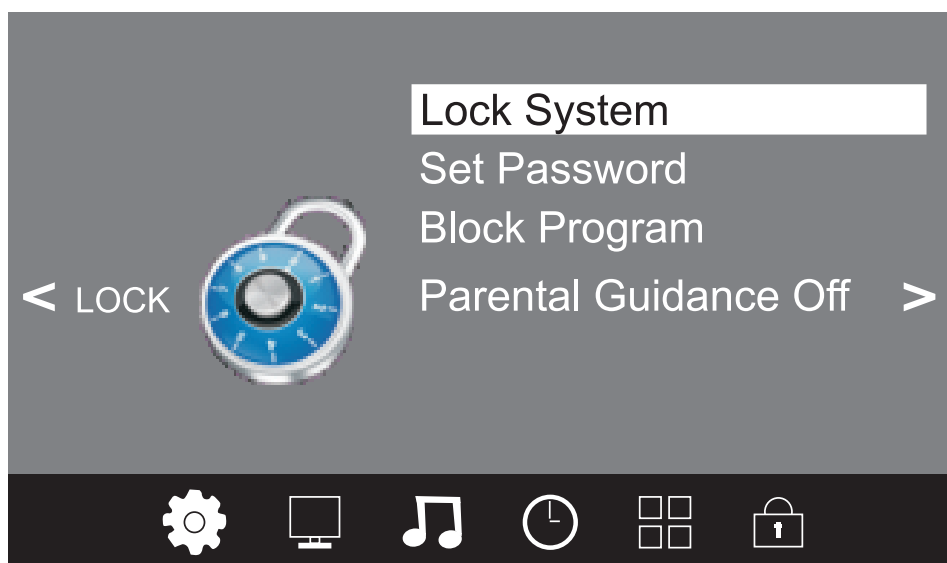 Lock System
Set Password
Block Program
< LOCK
Parental Guidance Off >